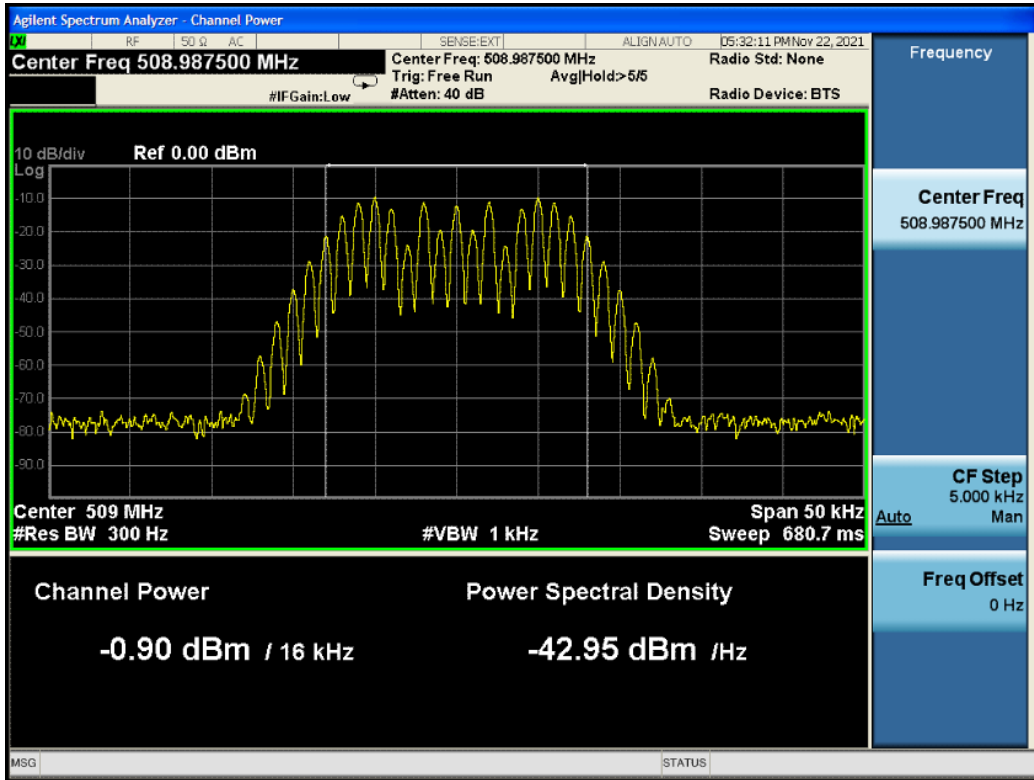 Agilent Spectrum Analyzer - Channel Power
LXI RF 50 Ω AC SENSE:EXT ALIGNAUTO 05:32:11 PM Nov 22, 2021
Center Freq 508.987500 MHz
Center Freq: 508.987500 MHz
Radio Std: None
Trig: Free Run Avg|Hold:>5/5
#IFGain:Low
#Atten: 40 dB
Radio Device: BTS
10 dB/div Ref 0.00 dBm
Log
-10.0
-20.0
-30.0
-40.0
-50.0
-60.0
-70.0
-80.0
-90.0
Center 509 MHz Span 50 kHz
#Res BW 300 Hz #VBW 1 kHz Sweep 680.7 ms
Channel Power Power Spectral Density
-0.90 dBm / 16 kHz -42.95 dBm /Hz
MSG STATUS
Frequency
Center Freq
508.987500 MHz
CF Step
5.000 kHz
Auto Man
Freq Offset
0 Hz